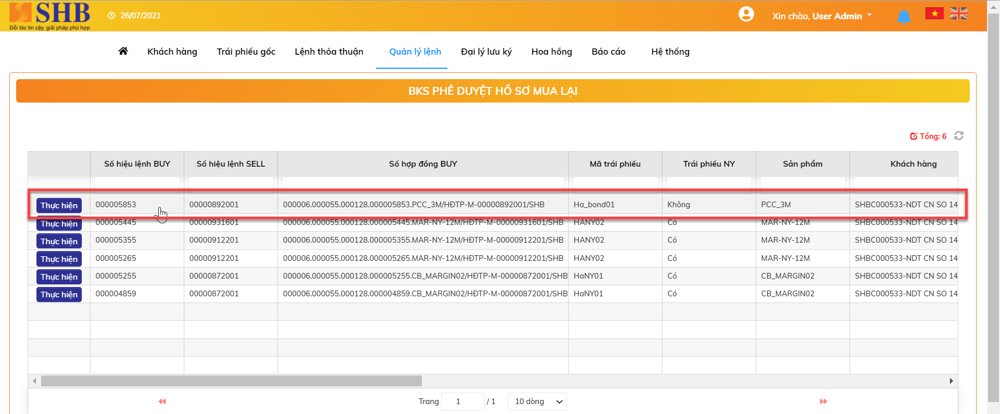 SHB
Đối tác tin cậy, giải pháp phù hợp
26/07/2021
Xin chào, User Admin
Khách hàng Trái phiếu gốc Lệnh thỏa thuận Quản lý lệnh Đại lý lưu ký Hoa hồng Báo cáo Hệ thống
BKS PHÊ DUYỆT HỒ SƠ MUA LẠI
Tổng: 6
Số hiệu lệnh BUY Số hiệu lệnh SELL Số hợp đồng BUY Mã trái phiếu Trái phiếu NY Sản phẩm Khách hàng
Thực hiện 000005853 00000892001 000006.000055.000128.000005853.PCC_3M/HĐTP-M-00000892001/SHB Ha_bond01 Không PCC_3M SHBC000533-NDT CN SO 14
Thực hiện 000005445 00000931601 000006.000055.000128.000005445.MAR-NY-12M/HĐTP-M-00000931601/SHB HANY02 Có MAR-NY-12M SHBC000533-NDT CN SO 14
Thực hiện 000005355 00000912201 000006.000055.000128.000005355.MAR-NY-12M/HĐTP-M-00000912201/SHB HANY02 Có MAR-NY-12M SHBC000533-NDT CN SO 14
Thực hiện 000005265 00000912201 000006.000055.000128.000005265.MAR-NY-12M/HĐTP-M-00000912201/SHB HANY02 Có MAR-NY-12M SHBC000533-NDT CN SO 14
Thực hiện 000005255 00000872001 000006.000055.000128.000005255.CB_MARGIN02/HĐTP-M-00000872001/SHB HaNY01 Có CB_MARGIN02 SHBC000533-NDT CN SO 14
Thực hiện 000004859 00000872001 000006.000055.000128.000004859.CB_MARGIN02/HĐTP-M-00000872001/SHB HaNY01 Có CB_MARGIN02 SHBC000533-NDT CN SO 14
Trang 1 / 1 10 dòng